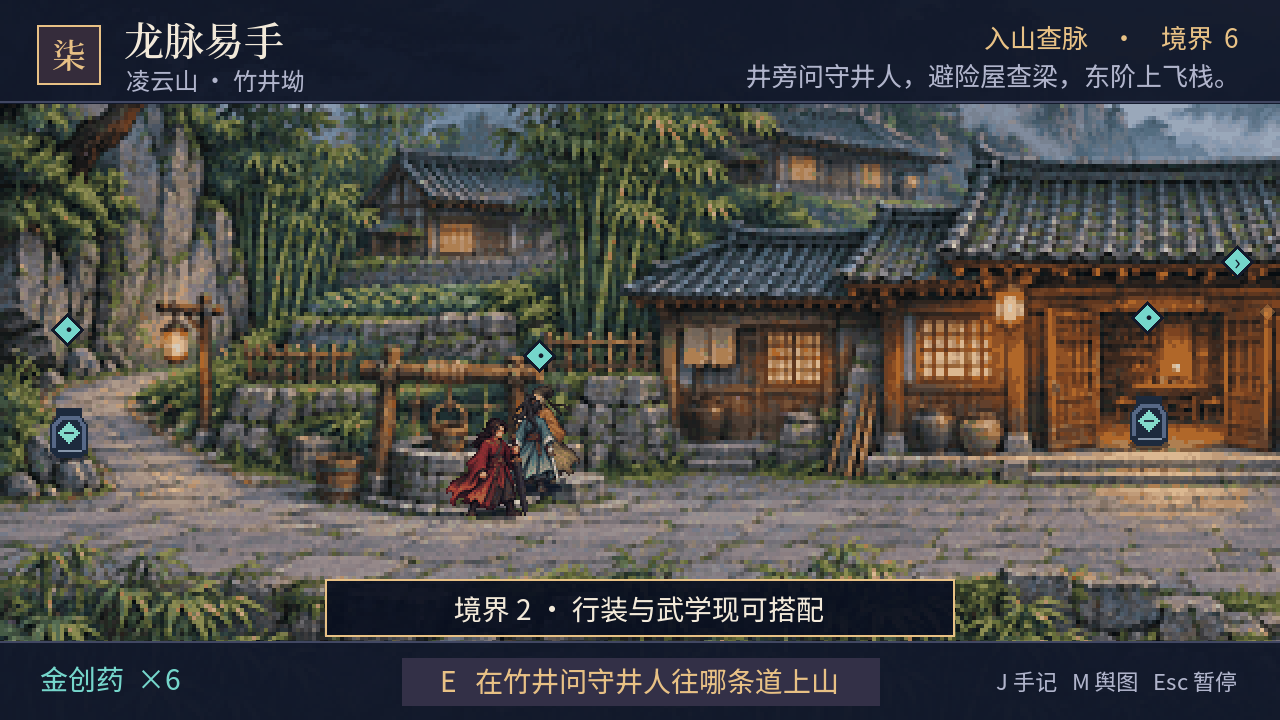 柒
龙脉易手
凌云山 · 竹井坳
入山查脉 · 境界 6
井旁问守井人，避险屋查梁，东阶上飞栈。
境界 2 · 行装与武学现可搭配
金创药 ×6
E 在竹井问守井人往哪条道上山
J 手记 M 舆图 Esc 暂停